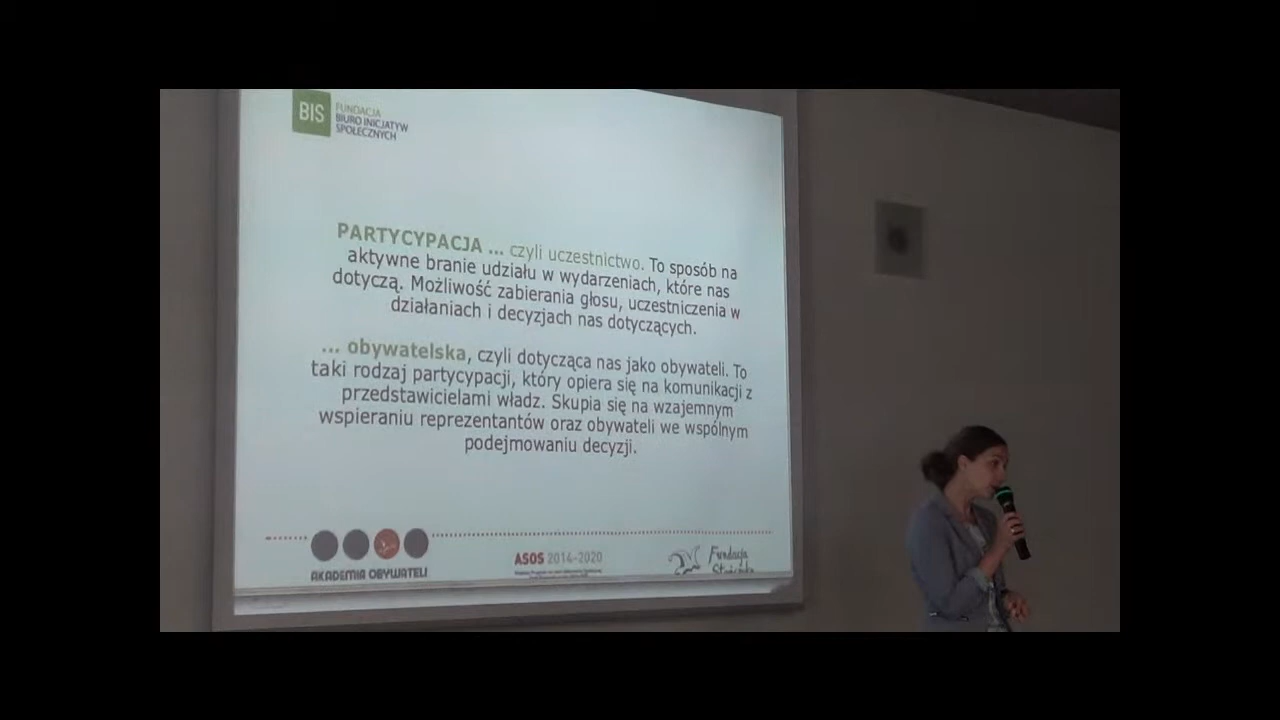 BIS
FUNDACJA
BIURO INICJATYW
SPOŁECZNYCH
PARTYCYPACJA ... czyli uczestnictwo. To sposób na
aktywne branie udziału w wydarzeniach, które nas
dotyczą. Możliwość zabierania głosu, uczestniczenia w
działaniach i decyzjach nas dotyczących.
... obywatelska, czyli dotycząca nas jako obywateli. To
taki rodzaj partycypacji, który opiera się na komunikacji z
przedstawicielami władz. Skupia się na wzajemnym
wspieraniu reprezentantów oraz obywateli we wspólnym
podejmowaniu decyzji.
AKADEMIA OBYWATELI
ASOS 2014-2020
Fundacja